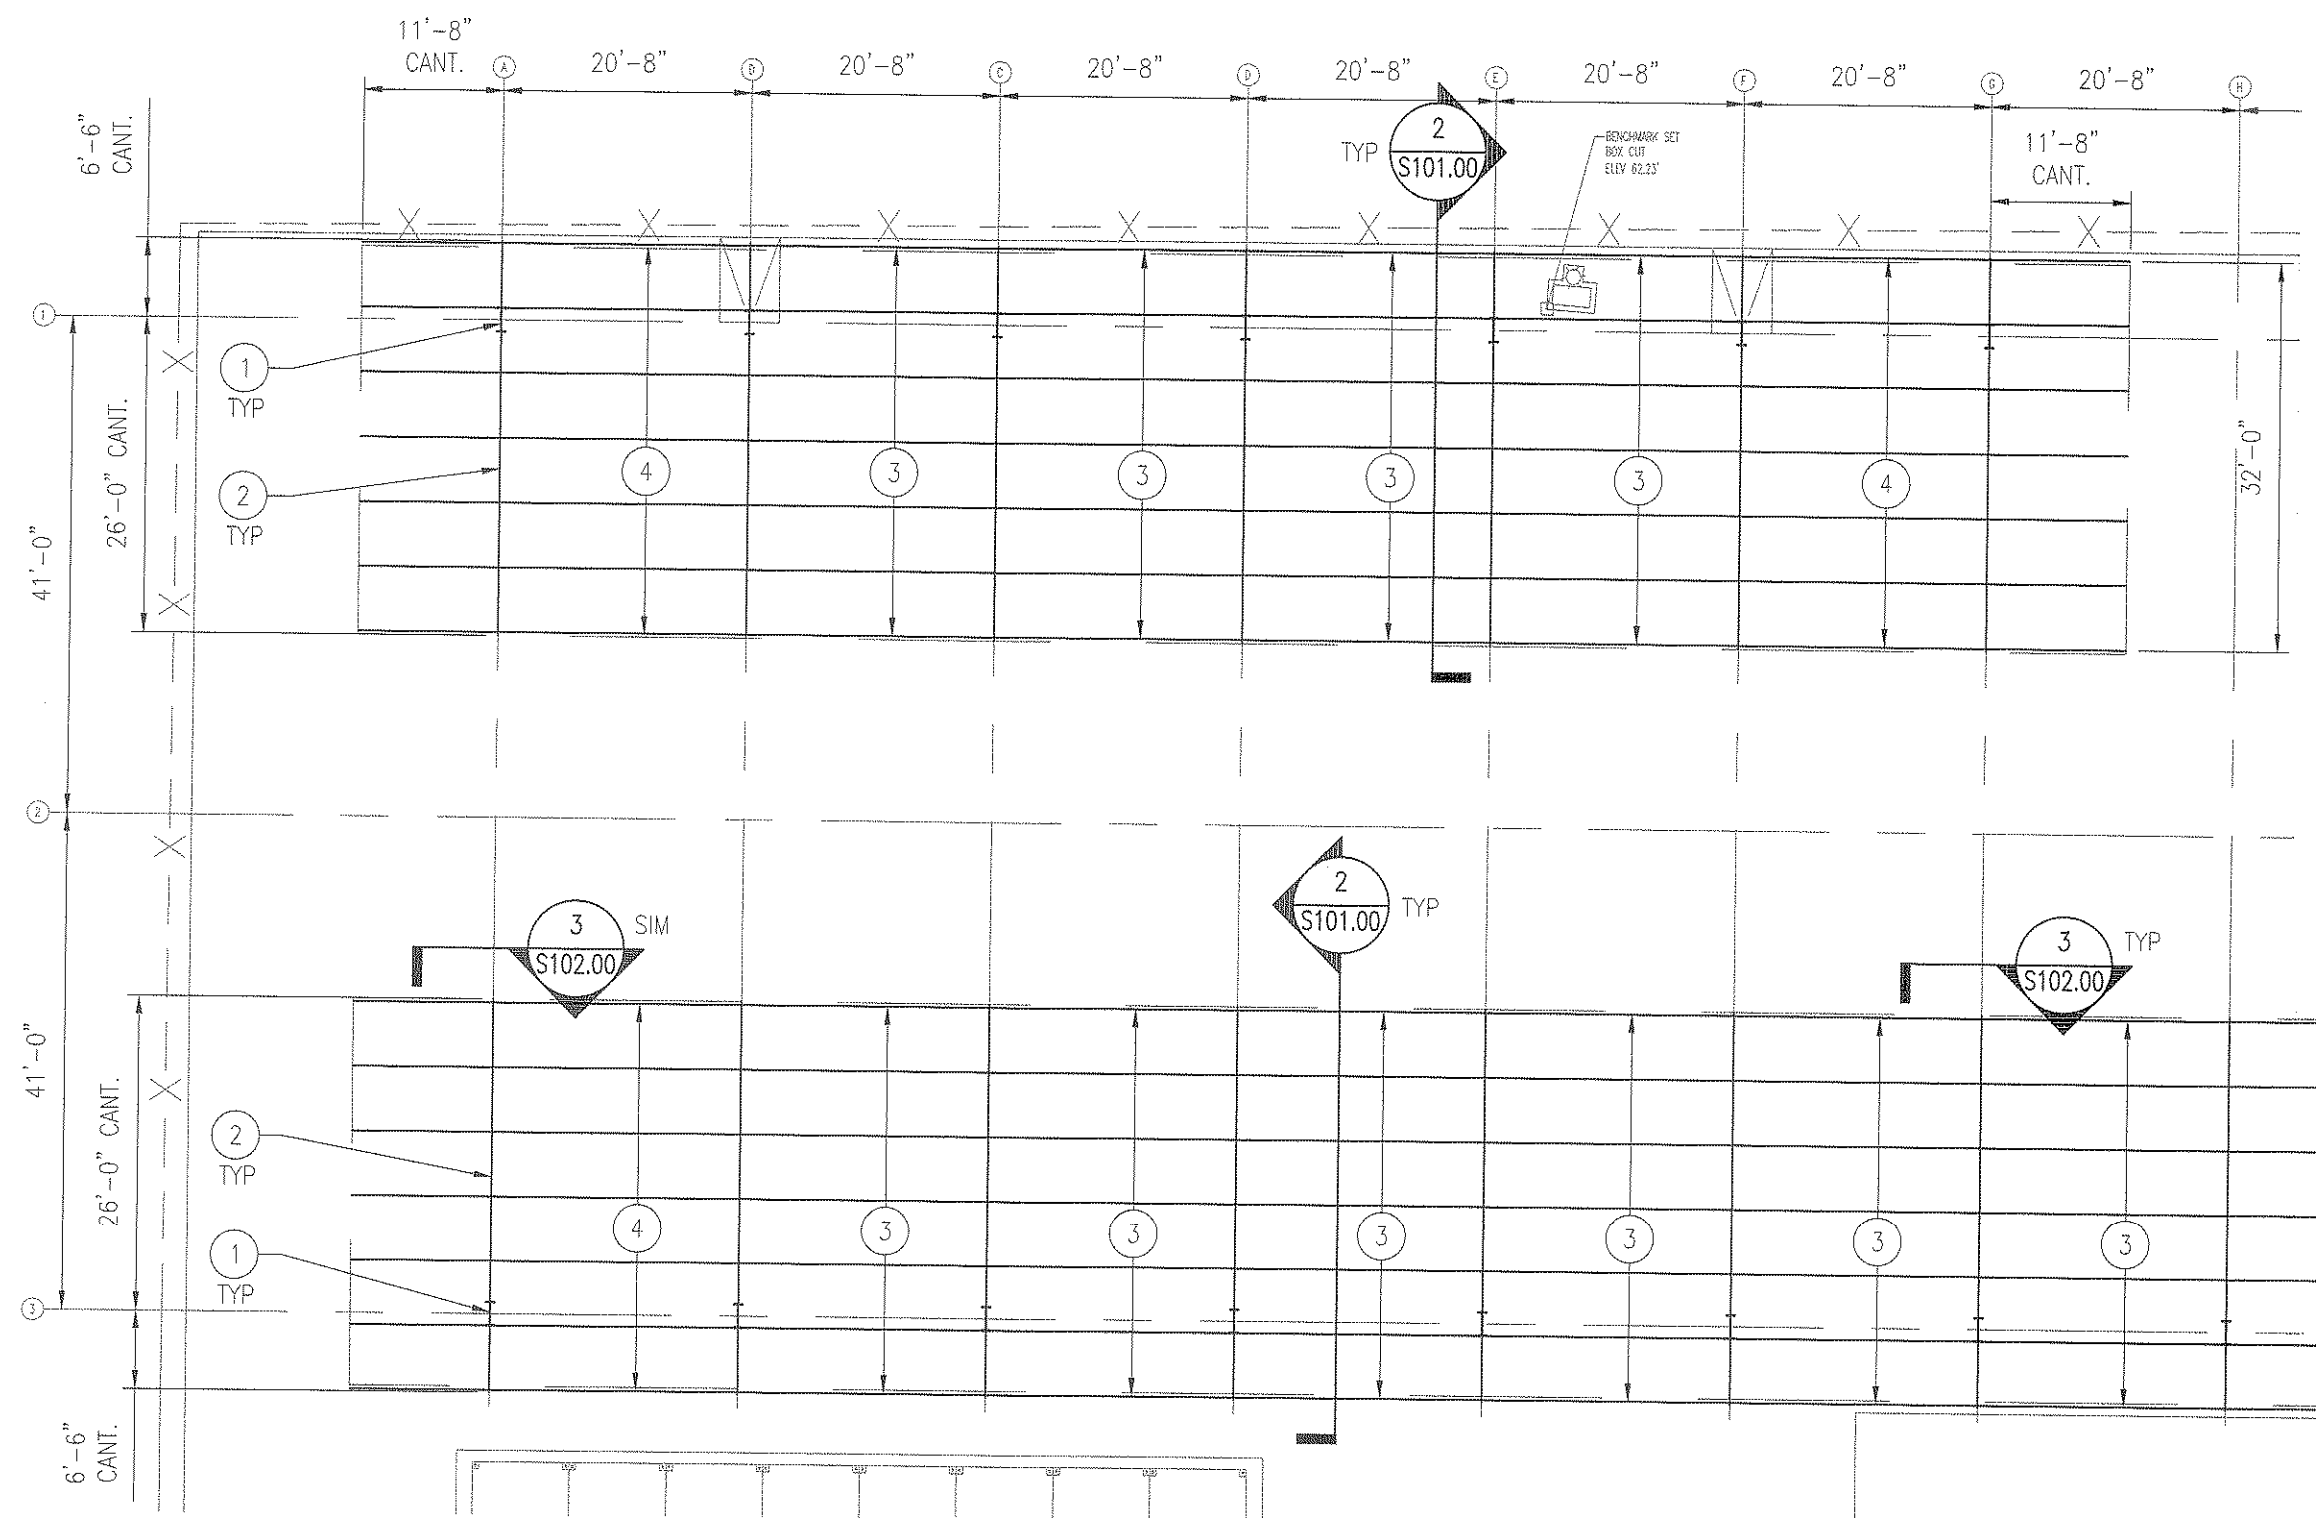 11'-8"
CANT.
A
20'-8"
B
20'-8"
C
20'-8"
D
20'-8"
E
20'-8"
F
20'-8"
G
20'-8"
H
6'-6"
CANT.
2
S101.00
TYP
BENCHMARK SET
BOX CUT
ELEV 62.23'
11'-8"
CANT.
1
1
TYP
2
TYP
26'-0" CANT.
41'-0"
4
3
3
3
3
4
32'-0"
2
3
S102.00
SIM
2
S101.00
TYP
3
S102.00
TYP
41'-0"
26'-0" CANT.
2
TYP
1
TYP
4
3
3
3
3
3
3
3
6'-6"
CANT.